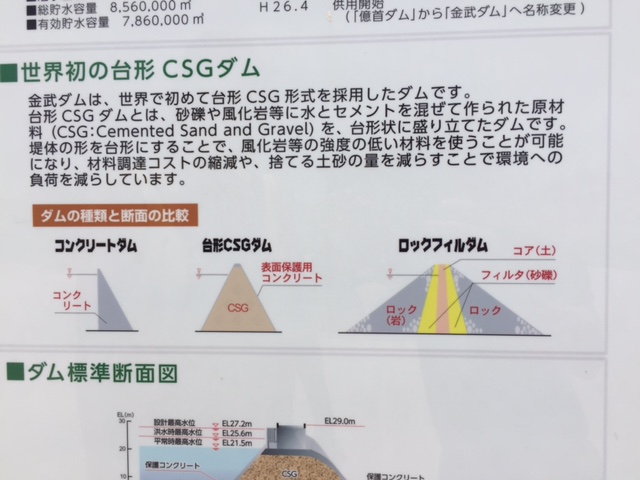 ■総貯水容量 8,560,000㎥ H26.4 供用開始
■有効貯水容量 7,860,000㎥ (「億首ダム」から「金武ダム」へ名称変更)
■世界初の台形CSGダム
金武ダムは、世界で初めて台形CSG形式を採用したダムです。
台形CSGダムとは、砂礫や風化岩等に水とセメントを混ぜて作られた原材
料(CSG:Cemented Sand and Gravel)を、台形状に盛り立てたダムです。
堤体の形を台形にすることで、風化岩等の強度の低い材料を使うことが可能
になり、材料調達コストの縮減や、捨てる土砂の量を減らすことで環境への
負荷を減らしています。
ダムの種類と断面の比較
コンクリートダム
コンク
リート
台形CSGダム
表面保護用
コンクリート
CSG
ロックフィルダム
コア(土)
フィルタ(砂礫)
ロック
(岩)
ロック
■ダム標準断面図
EL(m)
30
20
設計最高水位 EL27.2m
洪水時最高水位 EL25.6m
平常時最高水位 EL21.5m
EL29.0m
保護コンクリート
CSG
保護コンクリート